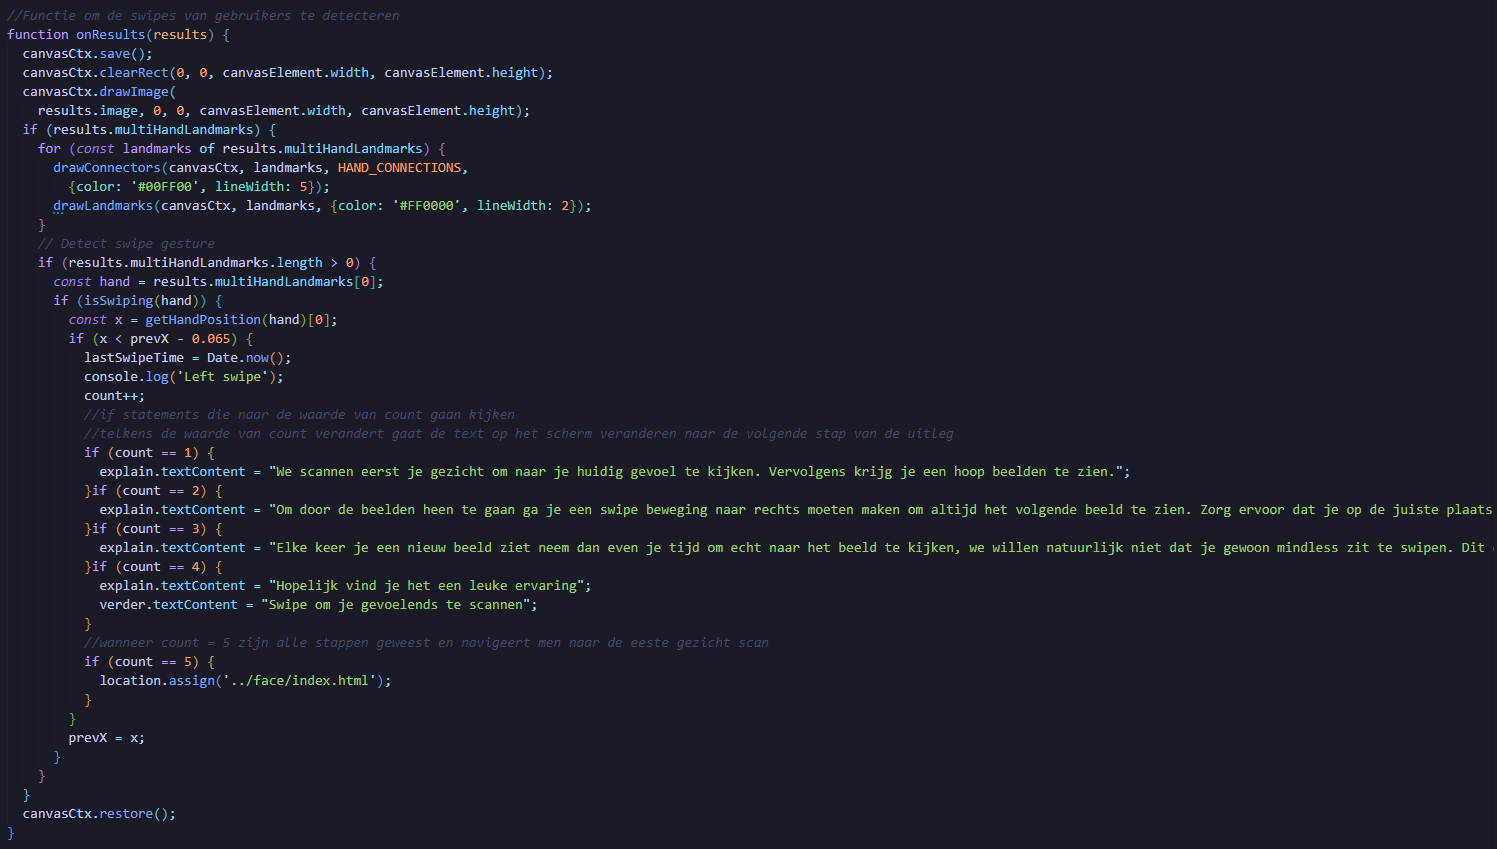 //Functie om de swipes van gebruikers te detecteren
function onResults(results) {
  canvasCtx.save();
  canvasCtx.clearRect(0, 0, canvasElement.width, canvasElement.height);
  canvasCtx.drawImage(
    results.image, 0, 0, canvasElement.width, canvasElement.height);
  if (results.multiHandLandmarks) {
    for (const landmarks of results.multiHandLandmarks) {
      drawConnectors(canvasCtx, landmarks, HAND_CONNECTIONS,
        {color: '#00FF00', lineWidth: 5});
      drawLandmarks(canvasCtx, landmarks, {color: '#FF0000', lineWidth: 2});
    }
    // Detect swipe gesture
    if (results.multiHandLandmarks.length > 0) {
      const hand = results.multiHandLandmarks[0];
      if (isSwiping(hand)) {
        const x = getHandPosition(hand)[0];
        if (x < prevX - 0.065) {
          lastSwipeTime = Date.now();
          console.log('Left swipe');
          count++;
          //if statements die naar de waarde van count gaan kijken
          //telkens de waarde van count verandert gaat de text op het scherm veranderen naar de volgende stap van de uitleg
          if (count == 1) {
            explain.textContent = "We scannen eerst je gezicht om naar je huidig gevoel te kijken. Vervolgens krijg je een hoop beelden te zien.";
          }if (count == 2) {
            explain.textContent = "Om door de beelden heen te gaan ga je een swipe beweging naar rechts moeten maken om altijd het volgende beeld te zien. Zorg ervoor dat je op de juiste plaats
          }if (count == 3) {
            explain.textContent = "Elke keer je een nieuw beeld ziet neem dan even je tijd om echt naar het beeld te kijken, we willen natuurlijk niet dat je gewoon mindless zit te swipen. Dit
          }if (count == 4) {
            explain.textContent = "Hopelijk vind je het een leuke ervaring";
            verder.textContent = "Swipe om je gevoelends te scannen";
          }
          //wanneer count = 5 zijn alle stappen geweest en navigeert men naar de eeste gezicht scan
          if (count == 5) {
            location.assign('../face/index.html');
          }
        }
        prevX = x;
      }
    }
  }
  canvasCtx.restore();
}